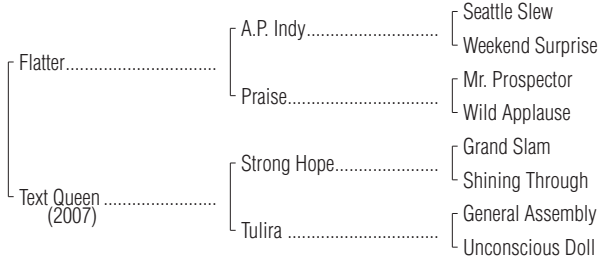 Seattle Slew
A.P. Indy..............................
Weekend Surprise
Flatter..................................
Mr. Prospector
Praise..................................
Wild Applause
Grand Slam
Strong Hope.....................
Shining Through
Text Queen .........................
(2007)
General Assembly
Tulira ..................................
Unconscious Doll